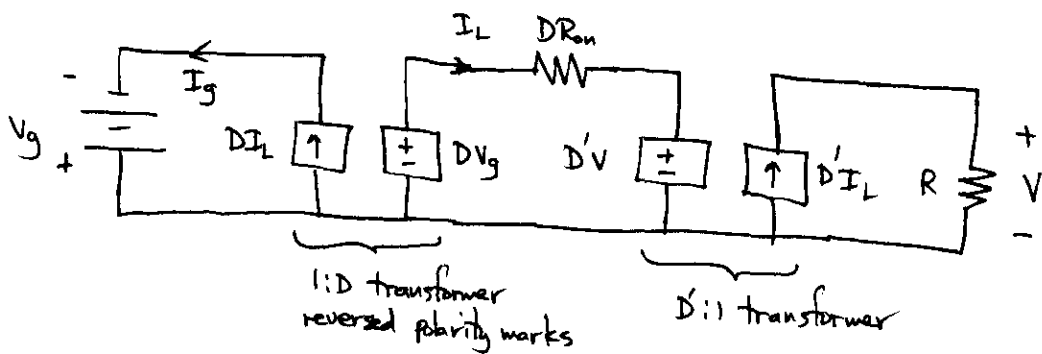 I_L DR_on
-
I_g
V_g
+
DI_L
+
-
DV_g
D'V
+
-
D'I_L
R
+
V
-
1:D transformer
reversed polarity marks
D':1 transformer